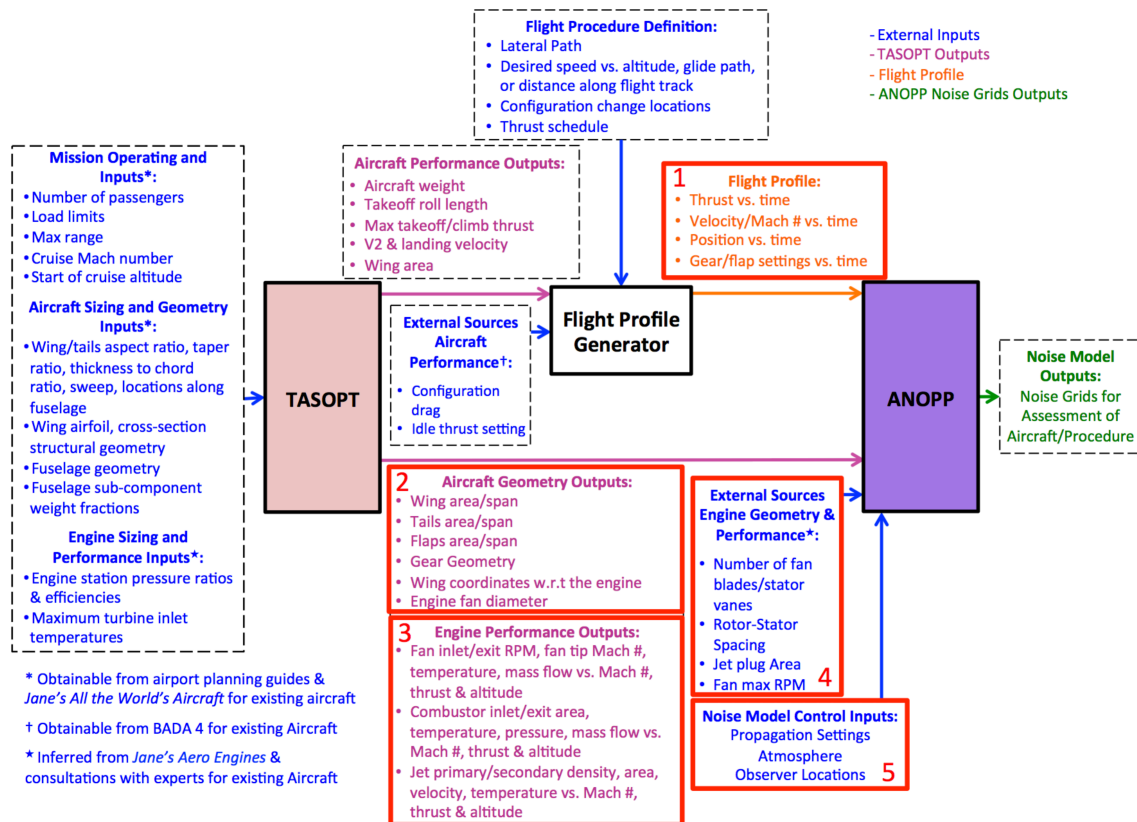 Flight Procedure Definition:
• Lateral Path
• Desired speed vs. altitude, glide path,
or distance along flight track
• Configuration change locations
• Thrust schedule
- External Inputs
- TASOPT Outputs
- Flight Profile
- ANOPP Noise Grids Outputs
Mission Operating and
Inputs*:
• Number of passengers
• Load limits
• Max range
• Cruise Mach number
• Start of cruise altitude
Aircraft Sizing and Geometry
Inputs*:
• Wing/tails aspect ratio, taper
ratio, thickness to chord
ratio, sweep, locations along
fuselage
• Wing airfoil, cross-section
structural geometry
• Fuselage geometry
• Fuselage sub-component
weight fractions
Engine Sizing and
Performance Inputs★:
• Engine station pressure ratios
& efficiencies
• Maximum turbine inlet
temperatures
* Obtainable from airport planning guides &
Jane's All the World's Aircraft for existing aircraft
† Obtainable from BADA 4 for existing Aircraft
★ Inferred from Jane's Aero Engines &
consultations with experts for existing Aircraft
TASOPT
Aircraft Performance Outputs:
• Aircraft weight
• Takeoff roll length
• Max takeoff/climb thrust
• V2 & landing velocity
• Wing area
External Sources
Aircraft
Performance†:
• Configuration
drag
• Idle thrust setting
Flight Profile
Generator
1
Flight Profile:
• Thrust vs. time
• Velocity/Mach # vs. time
• Position vs. time
• Gear/flap settings vs. time
ANOPP
Noise Model
Outputs:
Noise Grids for
Assessment of
Aircraft/Procedure
2
Aircraft Geometry Outputs:
• Wing area/span
• Tails area/span
• Flaps area/span
• Gear Geometry
• Wing coordinates w.r.t the engine
• Engine fan diameter
3
Engine Performance Outputs:
• Fan inlet/exit RPM, fan tip Mach #,
temperature, mass flow vs. Mach #,
thrust & altitude
• Combustor inlet/exit area,
temperature, pressure, mass flow vs.
Mach #, thrust & altitude
• Jet primary/secondary density, area,
velocity, temperature vs. Mach #,
thrust & altitude
External Sources
Engine Geometry &
Performance★:
• Number of fan
blades/stator
vanes
• Rotor-Stator
Spacing
• Jet plug Area
• Fan max RPM
4
Noise Model Control Inputs:
Propagation Settings
Atmosphere
Observer Locations
5